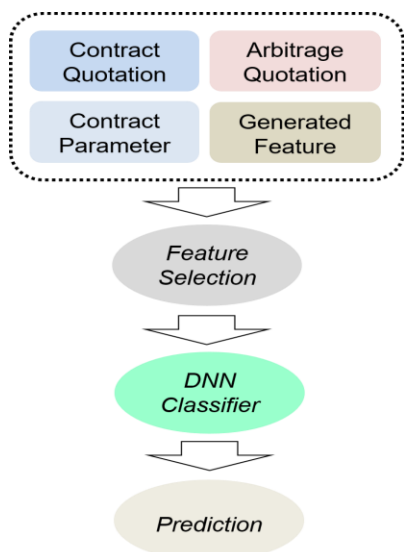 Contract
Quotation
Arbitrage
Quotation
Contract
Parameter
Generated
Feature
Feature
Selection
DNN
Classifier
Prediction